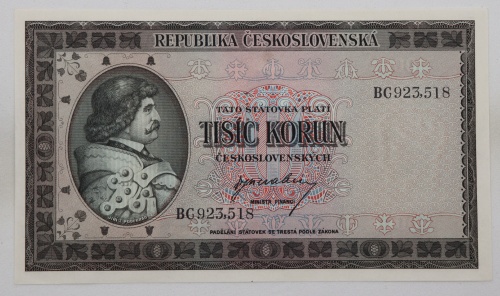 REPUBLIKA ČESKOSLOVENSKÁ
BC923,518
TATO STÁTOVKA PLATÍ
TISÍC KORUN
ČESKOSLOVENSKÝCH
MINISTR FINANCÍ
BC923,518
PADĚLÁNÍ STÁTOVEK SE TRESTÁ PODLE ZÁKONA